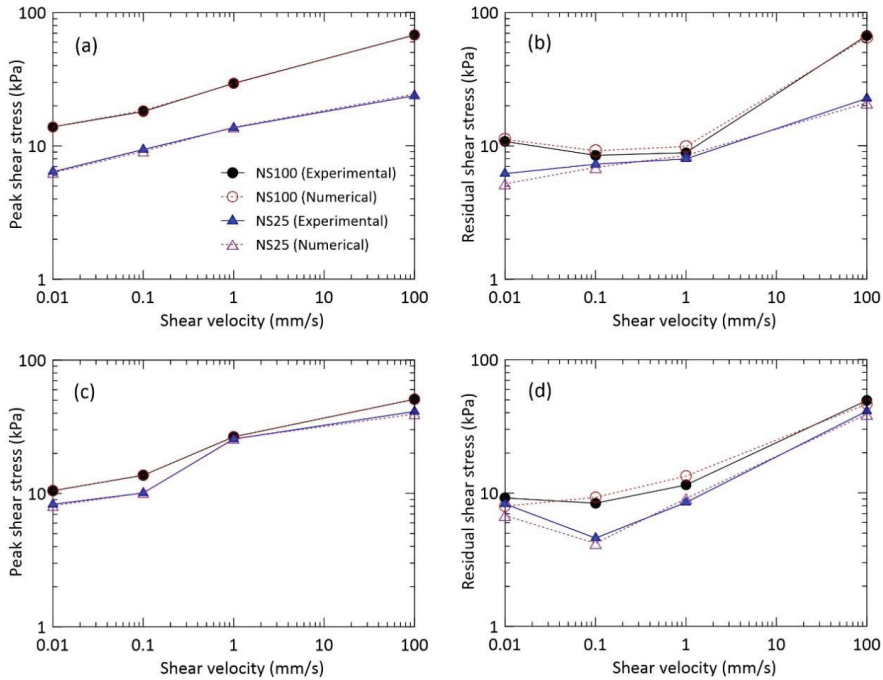 100
(a)
Peak shear stress (kPa)
10
NS100 (Experimental)
NS100 (Numerical)
NS25 (Experimental)
NS25 (Numerical)
1
0.01 0.1 1 10 100
Shear velocity (mm/s)
100
(b)
Residual shear stress (kPa)
10
1
0.01 0.1 1 10 100
Shear velocity (mm/s)
100
(c)
Peak shear stress (kPa)
10
1
0.01 0.1 1 10 100
Shear velocity (mm/s)
100
(d)
Residual shear stress (kPa)
10
1
0.01 0.1 1 10 100
Shear velocity (mm/s)